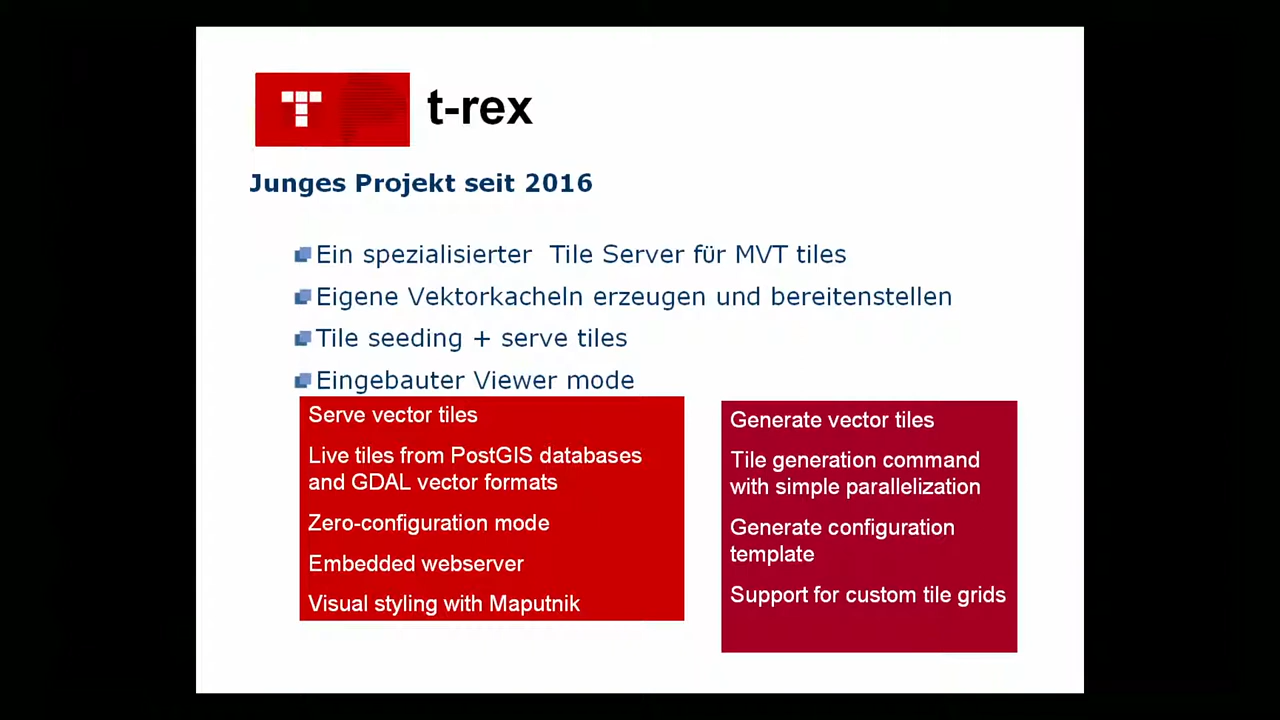 t-rex
Junges Projekt seit 2016
Ein spezialisierter Tile Server für MVT tiles
Eigene Vektorkacheln erzeugen und bereitenstellen
Tile seeding + serve tiles
Eingebauter Viewer mode
Serve vector tiles
Live tiles from PostGIS databases
and GDAL vector formats
Zero-configuration mode
Embedded webserver
Visual styling with Maputnik
Generate vector tiles
Tile generation command
with simple parallelization
Generate configuration
template
Support for custom tile grids